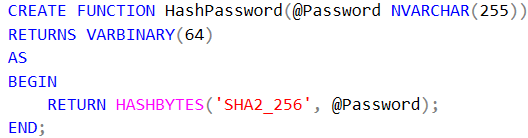 CREATE FUNCTION HashPassword(@Password NVARCHAR(255))
RETURNS VARBINARY(64)
AS
BEGIN
    RETURN HASHBYTES('SHA2_256', @Password);
END;